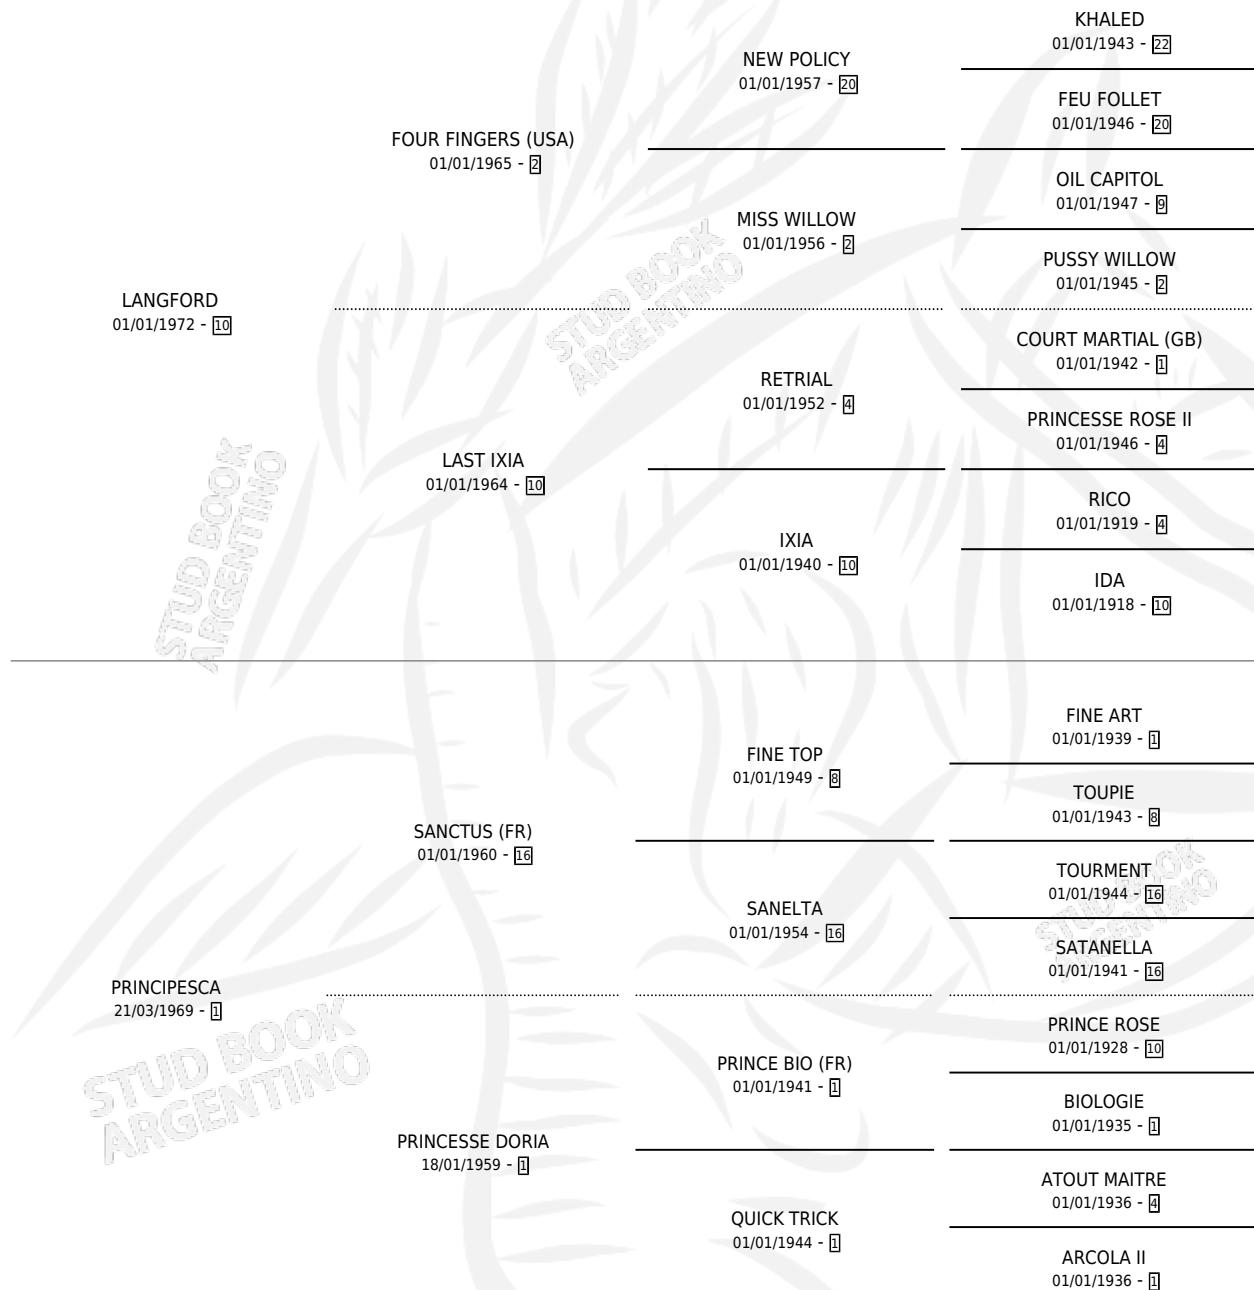 KHALED
01/01/1943 - 22
NEW POLICY
01/01/1957 - 20
FEU FOLLET
01/01/1946 - 20
FOUR FINGERS (USA)
01/01/1965 - 2
OIL CAPITOL
01/01/1947 - 9
MISS WILLOW
01/01/1956 - 2
PUSSY WILLOW
01/01/1945 - 2
LANGFORD
01/01/1972 - 10
COURT MARTIAL (GB)
01/01/1942 - 1
RETRIAL
01/01/1952 - 4
PRINCESSE ROSE II
01/01/1946 - 4
LAST IXIA
01/01/1964 - 10
RICO
01/01/1919 - 4
IXIA
01/01/1940 - 10
IDA
01/01/1918 - 10
FINE ART
01/01/1939 - 1
FINE TOP
01/01/1949 - 8
TOUPIE
01/01/1943 - 8
SANCTUS (FR)
01/01/1960 - 16
TOURMENT
01/01/1944 - 16
SANELTA
01/01/1954 - 16
SATANELLA
01/01/1941 - 16
PRINCIPESCA
21/03/1969 - 1
PRINCE ROSE
01/01/1928 - 10
PRINCE BIO (FR)
01/01/1941 - 1
BIOLOGIE
01/01/1935 - 1
PRINCESSE DORIA
18/01/1959 - 1
ATOUT MAITRE
01/01/1936 - 4
QUICK TRICK
01/01/1944 - 1
ARCOLA II
01/01/1936 - 1
STUD BOOK
ARGENTINO
STUD BOOK
ARGENTINO
STUD BOOK
ARGENTINO
STUD BOOK
ARGENTINO